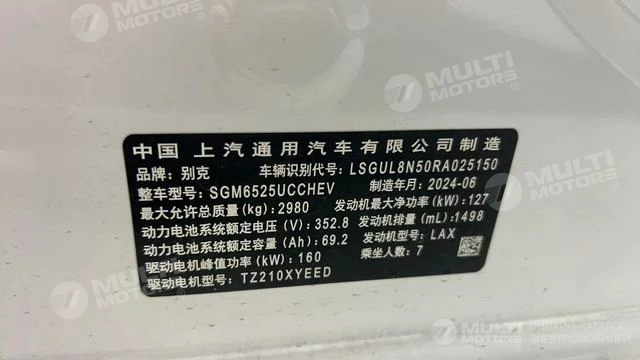 MULTI
MOTORS
MULTI
MOTORS
中国 上汽通用汽车有限公司制造
品牌：别克 车辆识别代号：LSGUL8N50RA025150
整车型号：SGM6525UCCHEV 制造年月：2024-06
最大允许总质量(kg)：2980 发动机最大净功率(kW)：127
动力电池系统额定电压(V)：352.8 发动机排量(mL)：1498
动力电池系统额定容量(Ah)：69.2 发动机型号：LAX
驱动电机峰值功率(kW)：160 乘坐人数：7
驱动电机型号：TZ210XYEED
MULTI
MOTORS
MULTI
MOTORS
ОНЛАЙН-КАТАЛОГ
ЭЛЕКТРОМОБИЛЕЙ